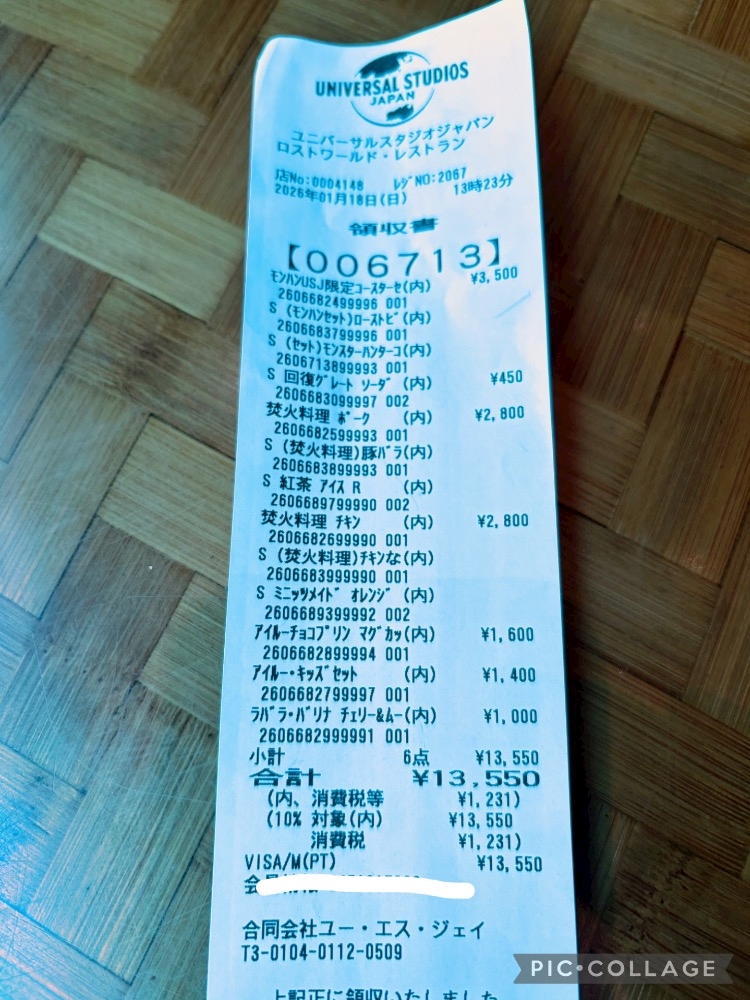 UNIVERSAL STUDIOS
JAPAN
ユニバーサルスタジオジャパン
ロストワールド・レストラン
店No:0004148 レジNO:2067
2026年01月18日(日) 13時23分
領収書
【006713】
モンハンUSJ限定コースターセ(内) ¥3,500
2606682499996 001
S (モンハンセット)ローストビ(内)
2606683799996 001
S (セット)モンスターハンターコ(内)
2606713899993 001
S 回復グレート ソーダ (内) ¥450
2606683099997 002
焚火料理 ポーク (内) ¥2,800
2606682599993 001
S (焚火料理)豚バラ(内)
2606683899993 001
S 紅茶 アイス R (内)
2606689799990 002
焚火料理 チキン (内) ¥2,800
2606682699990 001
S (焚火料理)チキンな(内)
2606683999990 001
S ミニッツメイド オレンジ (内)
2606689399992 002
アイルーチョコプリン マグカッ(内) ¥1,600
2606682899994 001
アイルー・キッズセット (内) ¥1,400
2606682799997 001
ラバラ・バリナ チェリー&ムー(内) ¥1,000
2606682999991 001
小計 6点 ¥13,550
合計 ¥13,550
(内、消費税等 ¥1,231)
(10% 対象(内) ¥13,550
消費税 ¥1,231)
VISA/M(PT) ¥13,550
合同会社ユー・エス・ジェイ
T3-0104-0112-0509
上記正に領収いたしました
PIC•COLLAGE